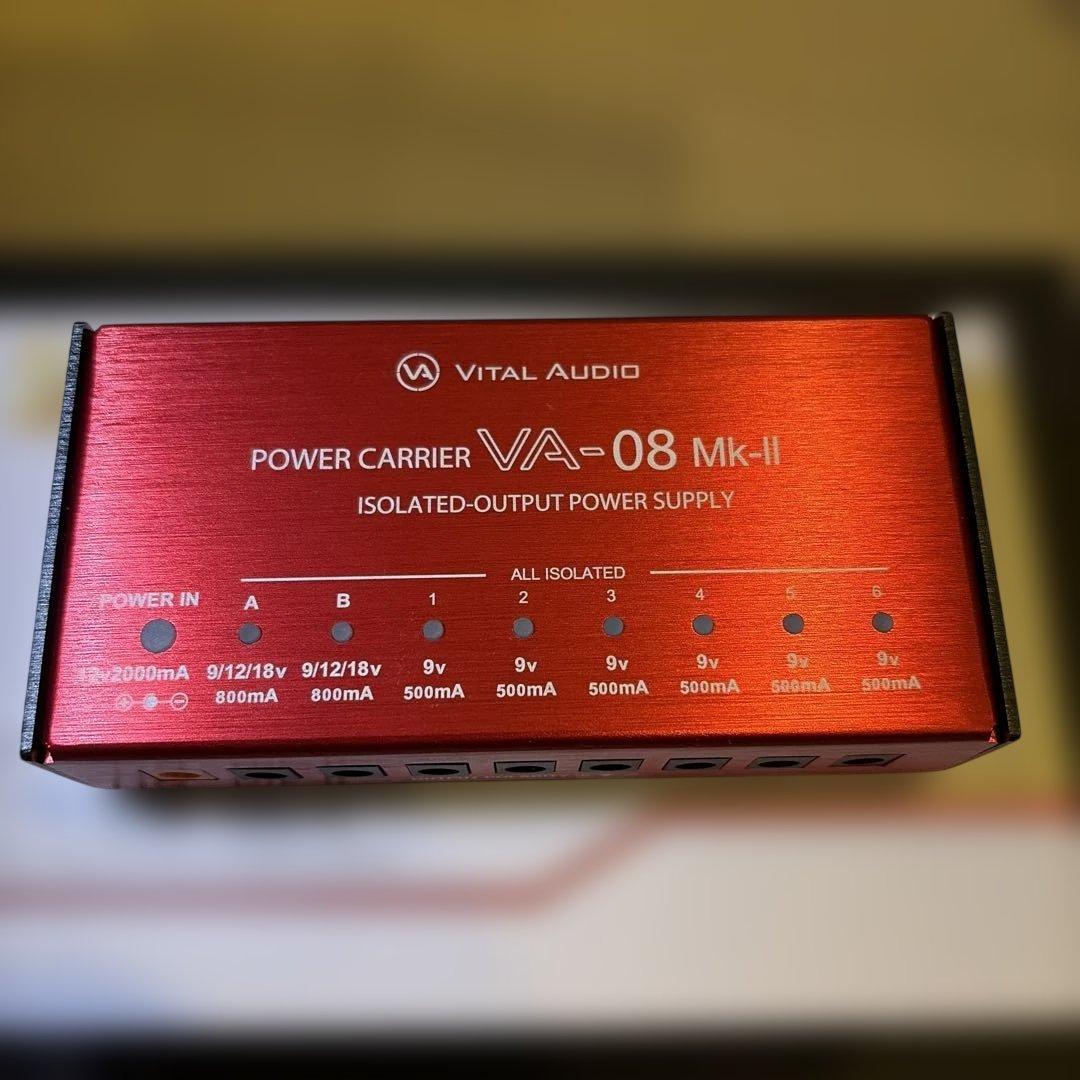 VA VITAL AUDIO
POWER CARRIER VA-08 Mk-II
ISOLATED-OUTPUT POWER SUPPLY
ALL ISOLATED
POWER IN A B 1 2 3 4 5 6
12v2000mA 9/12/18v 9/12/18v 9v 9v 9v 9v 9v 9v
800mA 800mA 500mA 500mA 500mA 500mA 500mA 500mA